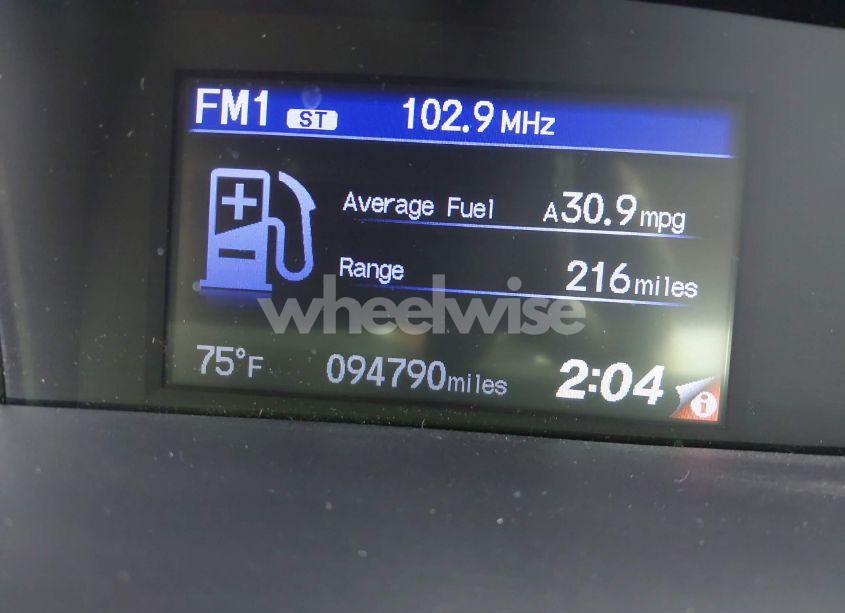 FM1 ST 102.9 MHz
Average Fuel A30.9 mpg
Range 216 miles
wheelwise
75°F 094790 miles 2:04